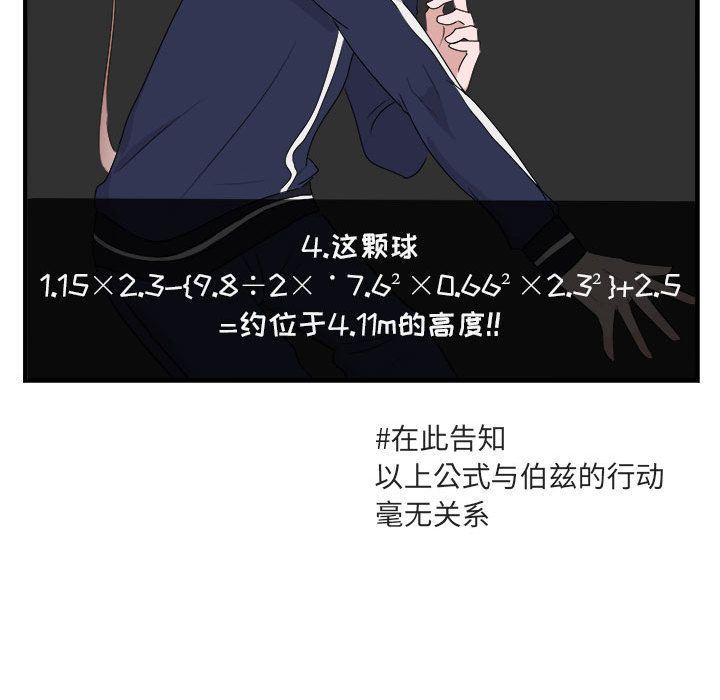 4.这颗球
1.15×2.3-{9.8÷2×·7.6²×0.66²×2.3²}+2.5
=约位于4.11m的高度!!
#在此告知
以上公式与伯兹的行动
毫无关系